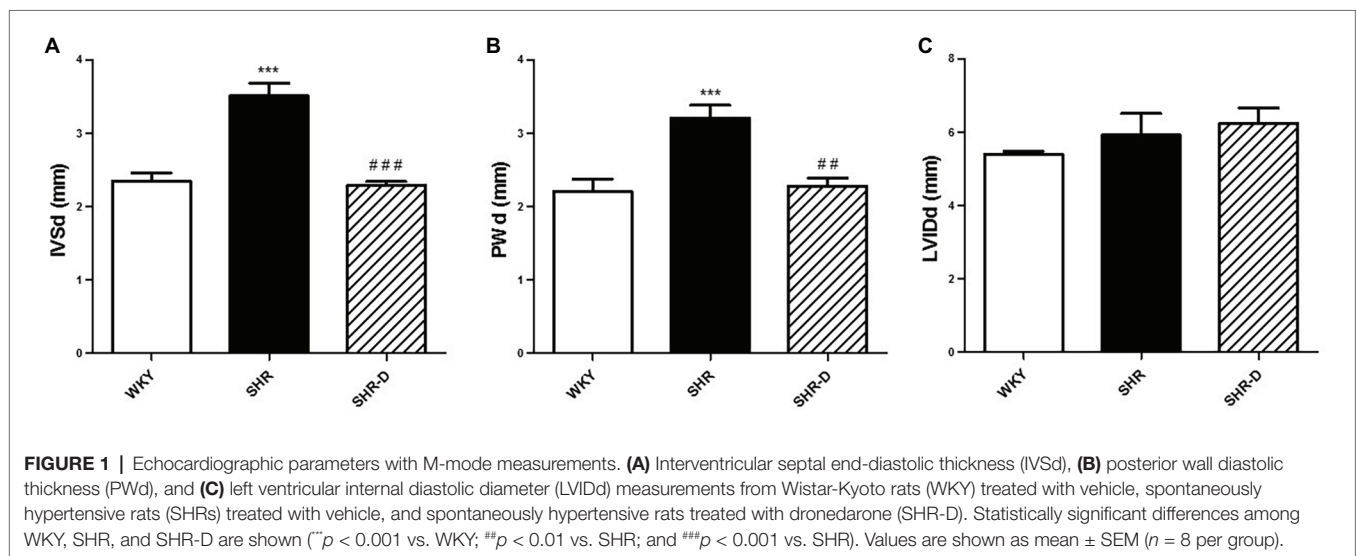 A
IVSd (mm)
4
3
2
1
0
***
###
WKY
SHR
SHR-D
B
PWd (mm)
4
3
2
1
0
***
##
WKY
SHR
SHR-D
C
LVIDd (mm)
8
6
4
2
0
WKY
SHR
SHR-D
FIGURE 1 | Echocardiographic parameters with M-mode measurements. (A) Interventricular septal end-diastolic thickness (IVSd), (B) posterior wall diastolic
thickness (PWd), and (C) left ventricular internal diastolic diameter (LVIDd) measurements from Wistar-Kyoto rats (WKY) treated with vehicle, spontaneously
hypertensive rats (SHRs) treated with vehicle, and spontaneously hypertensive rats treated with dronedarone (SHR-D). Statistically significant differences among
WKY, SHR, and SHR-D are shown (***p < 0.001 vs. WKY; ##p < 0.01 vs. SHR; and ###p < 0.001 vs. SHR). Values are shown as mean ± SEM (n = 8 per group).